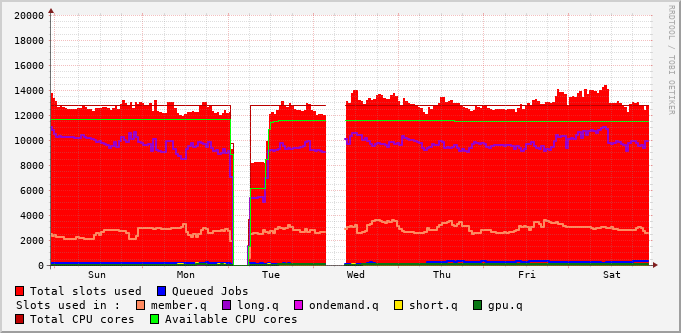 20000
18000
16000
14000
12000
10000
8000
6000
4000
2000
0
Sun Mon Tue Wed Thu Fri Sat
RRDTOOL / TOBI OETIKER
Total slots used Queued Jobs
Slots used in : member.q long.q ondemand.q short.q gpu.q
Total CPU cores Available CPU cores